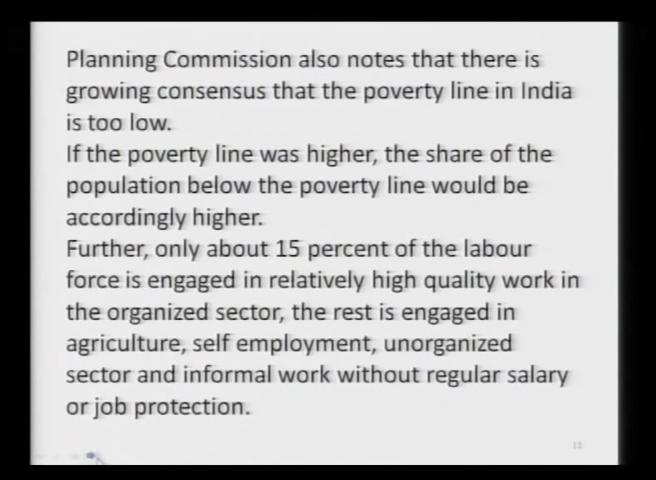 Planning Commission also notes that there is
growing consensus that the poverty line in India
is too low.
If the poverty line was higher, the share of the
population below the poverty line would be
accordingly higher.
Further, only about 15 percent of the labour
force is engaged in relatively high quality work in
the organized sector, the rest is engaged in
agriculture, self employment, unorganized
sector and informal work without regular salary
or job protection.